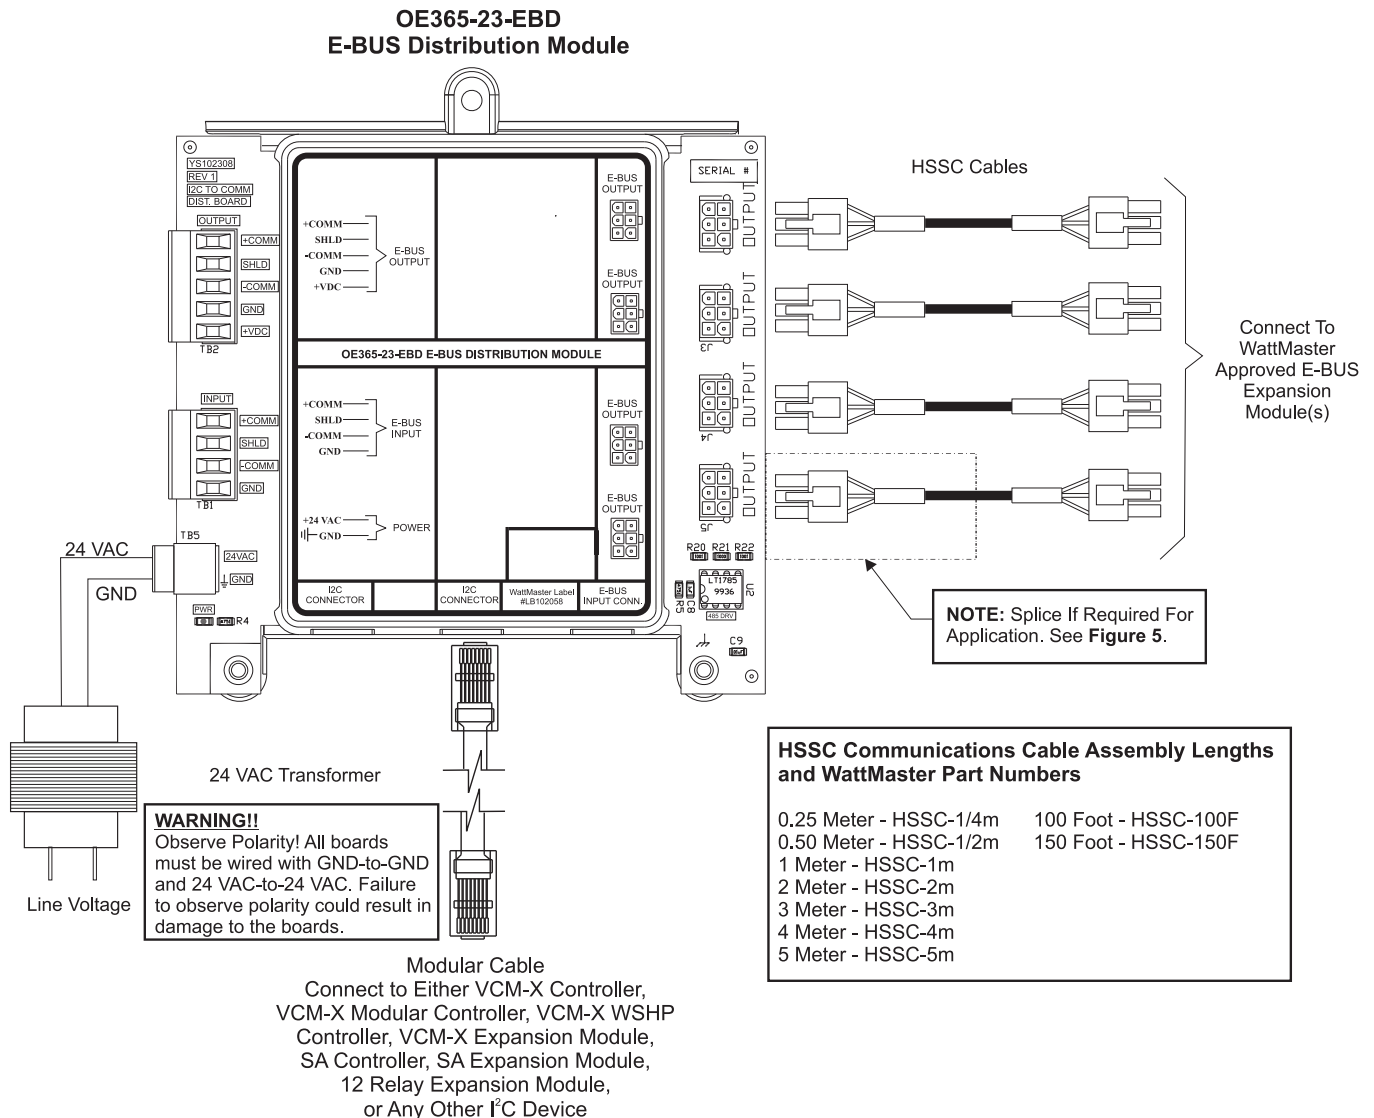 OE365-23-EBD
E-BUS Distribution Module
YS102308
REV 1
I2C TO COMM
DIST. BOARD
OUTPUT
+COMM
SHLD
-COMM
GND
+VDC
TB2
INPUT
+COMM
SHLD
-COMM
GND
TB1
TB5
24VAC
GND
PWR
R4
24 VAC
GND
+COMM
SHLD
-COMM
GND
+VDC
E-BUS
OUTPUT
E-BUS
OUTPUT
E-BUS
OUTPUT
OE365-23-EBD E-BUS DISTRIBUTION MODULE
+COMM
SHLD
-COMM
GND
E-BUS
INPUT
+24 VAC
GND
POWER
E-BUS
OUTPUT
E-BUS
OUTPUT
I2C
CONNECTOR
I2C
CONNECTOR
WattMaster Label
#LB102058
E-BUS
INPUT CONN.
SERIAL #
OUTPUT
OUTPUT
J3
OUTPUT
J4
OUTPUT
J5
R20 R21 R22
LT1785
9936
U2
R5
C8
485 DRV
C9
HSSC Cables
Connect To
WattMaster
Approved E-BUS
Expansion
Module(s)
NOTE: Splice If Required For
Application. See Figure 5.
24 VAC Transformer
Line Voltage
WARNING!!
Observe Polarity! All boards
must be wired with GND-to-GND
and 24 VAC-to-24 VAC. Failure
to observe polarity could result in
damage to the boards.
Modular Cable
Connect to Either VCM-X Controller,
VCM-X Modular Controller, VCM-X WSHP
Controller, VCM-X Expansion Module,
SA Controller, SA Expansion Module,
12 Relay Expansion Module,
or Any Other I²C Device
HSSC Communications Cable Assembly Lengths
and WattMaster Part Numbers
0.25 Meter - HSSC-1/4m 100 Foot - HSSC-100F
0.50 Meter - HSSC-1/2m 150 Foot - HSSC-150F
1 Meter - HSSC-1m
2 Meter - HSSC-2m
3 Meter - HSSC-3m
4 Meter - HSSC-4m
5 Meter - HSSC-5m